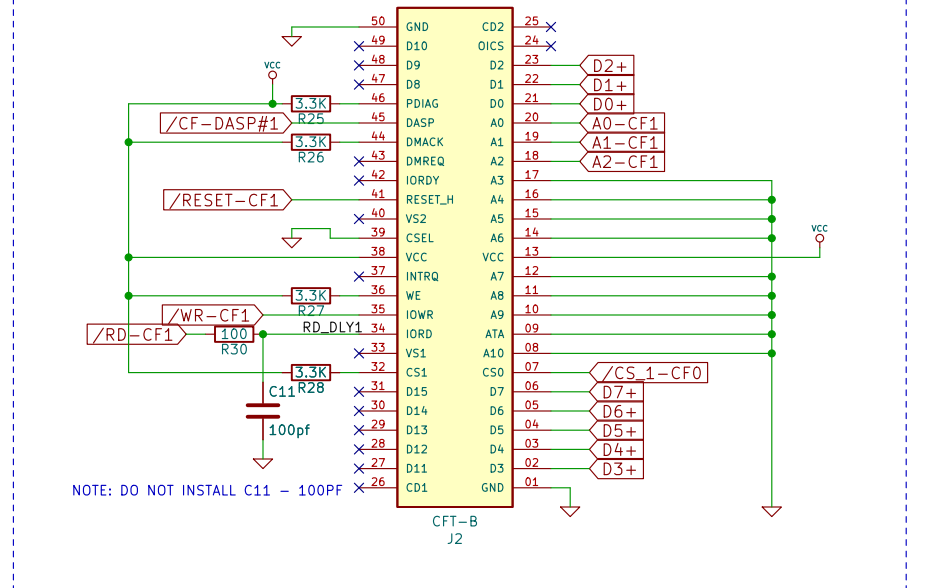 50 GND CD2 25
49 D10 OICS 24
48 D9 D2 23 D2+
VCC
47 D8 D1 22 D1+
3.3K 46 PDIAG D0 21 D0+
R25
/CF-DASP#1 45 DASP A0 20 A0-CF1
3.3K 44 DMACK A1 19 A1-CF1
R26
43 DMREQ A2 18 A2-CF1
42 IORDY A3 17
/RESET-CF1 41 RESET_H A4 16
40 VS2 A5 15
39 CSEL A6 14
VCC
38 VCC VCC 13
37 INTRQ A7 12
3.3K 36 WE A8 11
R27
/WR-CF1 35 IOWR A9 10
/RD-CF1 100 RD_DLY1 34 IORD ATA 09
R30
33 VS1 A10 08
3.3K 32 CS1 CS0 07 /CS_1-CF0
R28
C11 31 D15 D7 06 D7+
30 D14 D6 05 D6+
100pf 29 D13 D5 04 D5+
28 D12 D4 03 D4+
27 D11 D3 02 D3+
NOTE: DO NOT INSTALL C11 - 100PF 26 CD1 GND 01
CFT-B
J2